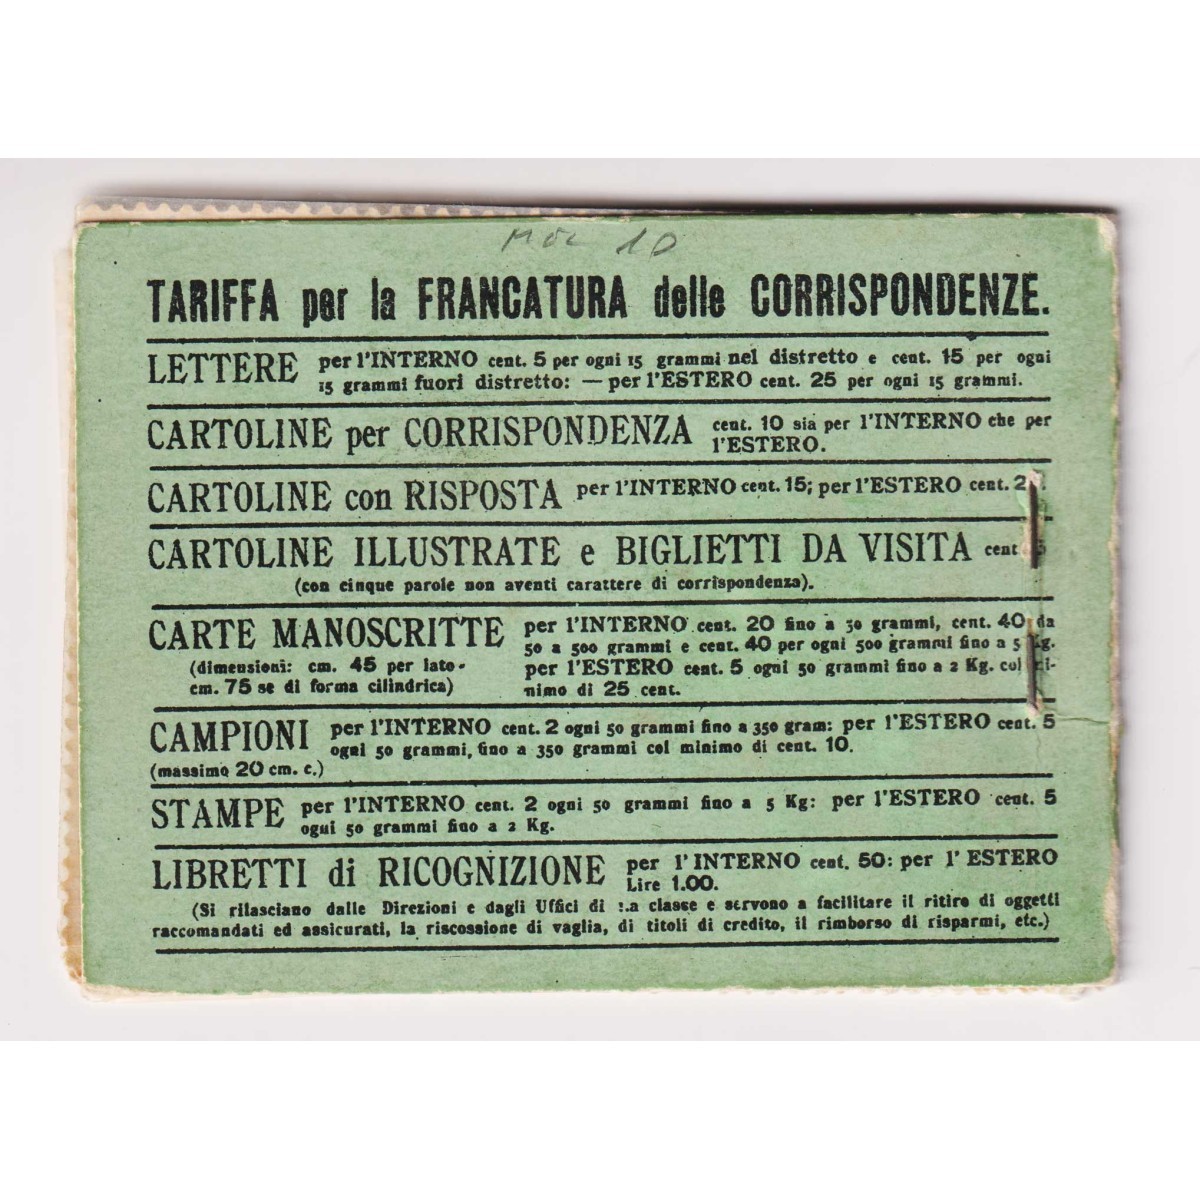 TARIFFA per la FRANCATURA delle CORRISPONDENZE.
LETTERE per l'INTERNO cent. 5 per ogni 15 grammi nel distretto e cent. 15 per ogni
15 grammi fuori distretto: — per l'ESTERO cent. 25 per ogni 15 grammi.
CARTOLINE per CORRISPONDENZA cent. 10 sia per l'INTERNO che per
l'ESTERO.
CARTOLINE con RISPOSTA per l'INTERNO cent. 15; per l'ESTERO cent.
CARTOLINE ILLUSTRATE e BIGLIETTI DA VISITA cent
(con cinque parole non aventi carattere di corrispondenza).
CARTE MANOSCRITTE per l'INTERNO cent. 20 fino a 30 grammi, cent. 40 da
(dimensioni: cm. 45 per lato - 50 a 500 grammi e cent. 40 per ogni 500 grammi fino a 5 Kg.
cm. 75 se di forma cilindrica) per l'ESTERO cent. 5 ogni 50 grammi fino a 2 Kg. col
nimo di 25 cent.
CAMPIONI per l'INTERNO cent. 2 ogni 50 grammi fino a 350 gram: per l'ESTERO cent. 5
ogni 50 grammi, fino a 350 grammi col minimo di cent. 10.
(massimo 20 cm. c.)
STAMPE per l'INTERNO cent. 2 ogni 50 grammi fino a 5 Kg: per l'ESTERO cent. 5
ogni 50 grammi fino a 2 Kg.
LIBRETTI di RICOGNIZIONE per l'INTERNO cent. 50: per l'ESTERO
Lire 1.00.
(Si rilasciano dalle Direzioni e dagli Uffici di 1.a classe e servono a facilitare il ritiro di oggetti
raccomandati ed assicurati, la riscossione di vaglia, di titoli di credito, il rimborso di risparmi, etc.)